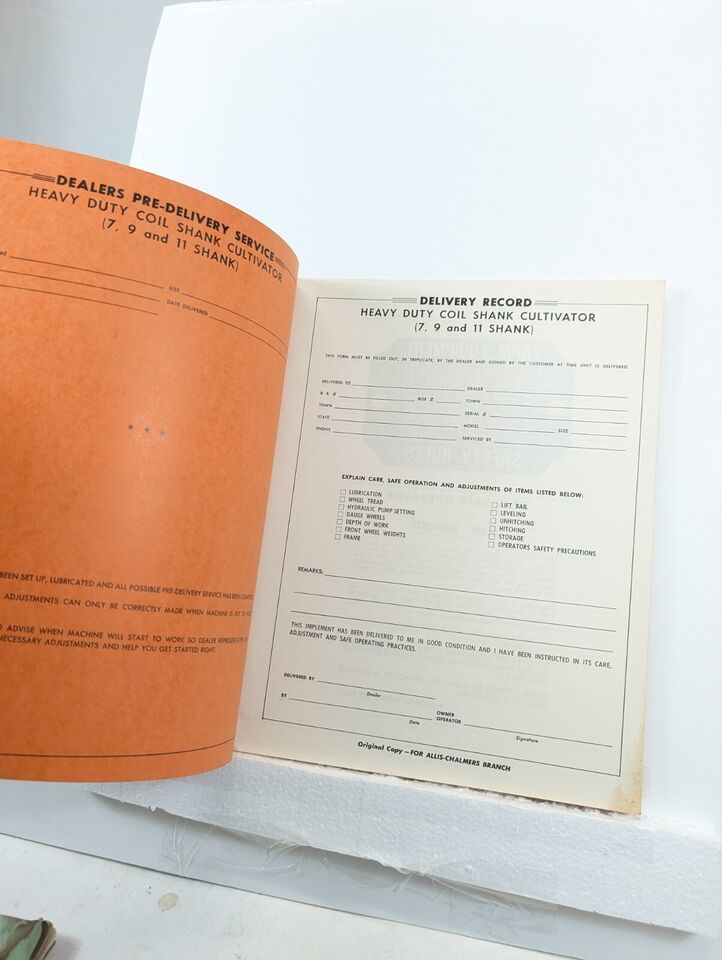 DEALERS PRE-DELIVERY SERVICE
HEAVY DUTY COIL SHANK CULTIVATOR
(7, 9 and 11 SHANK)
SIZE
DATE DELIVERED
* * *
BEEN SET UP, LUBRICATED AND ALL POSSIBLE PRE-DELIVERY SERVICE HAS BEEN
ADJUSTMENTS CAN ONLY BE CORRECTLY MADE WHEN MACHINE IS PUT TO
ADVISE WHEN MACHINE WILL START TO WORK SO DEALER
NECESSARY ADJUSTMENTS AND HELP YOU GET STARTED RIGHT.
DELIVERY RECORD
HEAVY DUTY COIL SHANK CULTIVATOR
(7, 9 and 11 SHANK)
THIS FORM MUST BE FILLED OUT, IN TRIPLICATE, BY THE DEALER AND SIGNED BY THE CUSTOMER AT TIME UNIT IS DELIVERED.
DELIVERED TO DEALER
R. R. # BOX # TOWN
TOWN SERIAL #
STATE MODEL SIZE
PHONE SERVICED BY
EXPLAIN CARE, SAFE OPERATION AND ADJUSTMENTS OF ITEMS LISTED BELOW:
LUBRICATION
WHEEL TREAD
HYDRAULIC PUMP SETTING
GAUGE WHEELS
DEPTH OF WORK
FRONT WHEEL WEIGHTS
FRAME
LIFT BAIL
LEVELING
UNHITCHING
HITCHING
STORAGE
OPERATORS SAFETY PRECAUTIONS
REMARKS:
THIS IMPLEMENT HAS BEEN DELIVERED TO ME IN GOOD CONDITION AND I HAVE BEEN INSTRUCTED IN ITS CARE,
ADJUSTMENT AND SAFE OPERATING PRACTICES.
DELIVERED BY
Dealer
BY
Date
OWNER
OPERATOR
Signature
Original Copy — FOR ALLIS-CHALMERS BRANCH